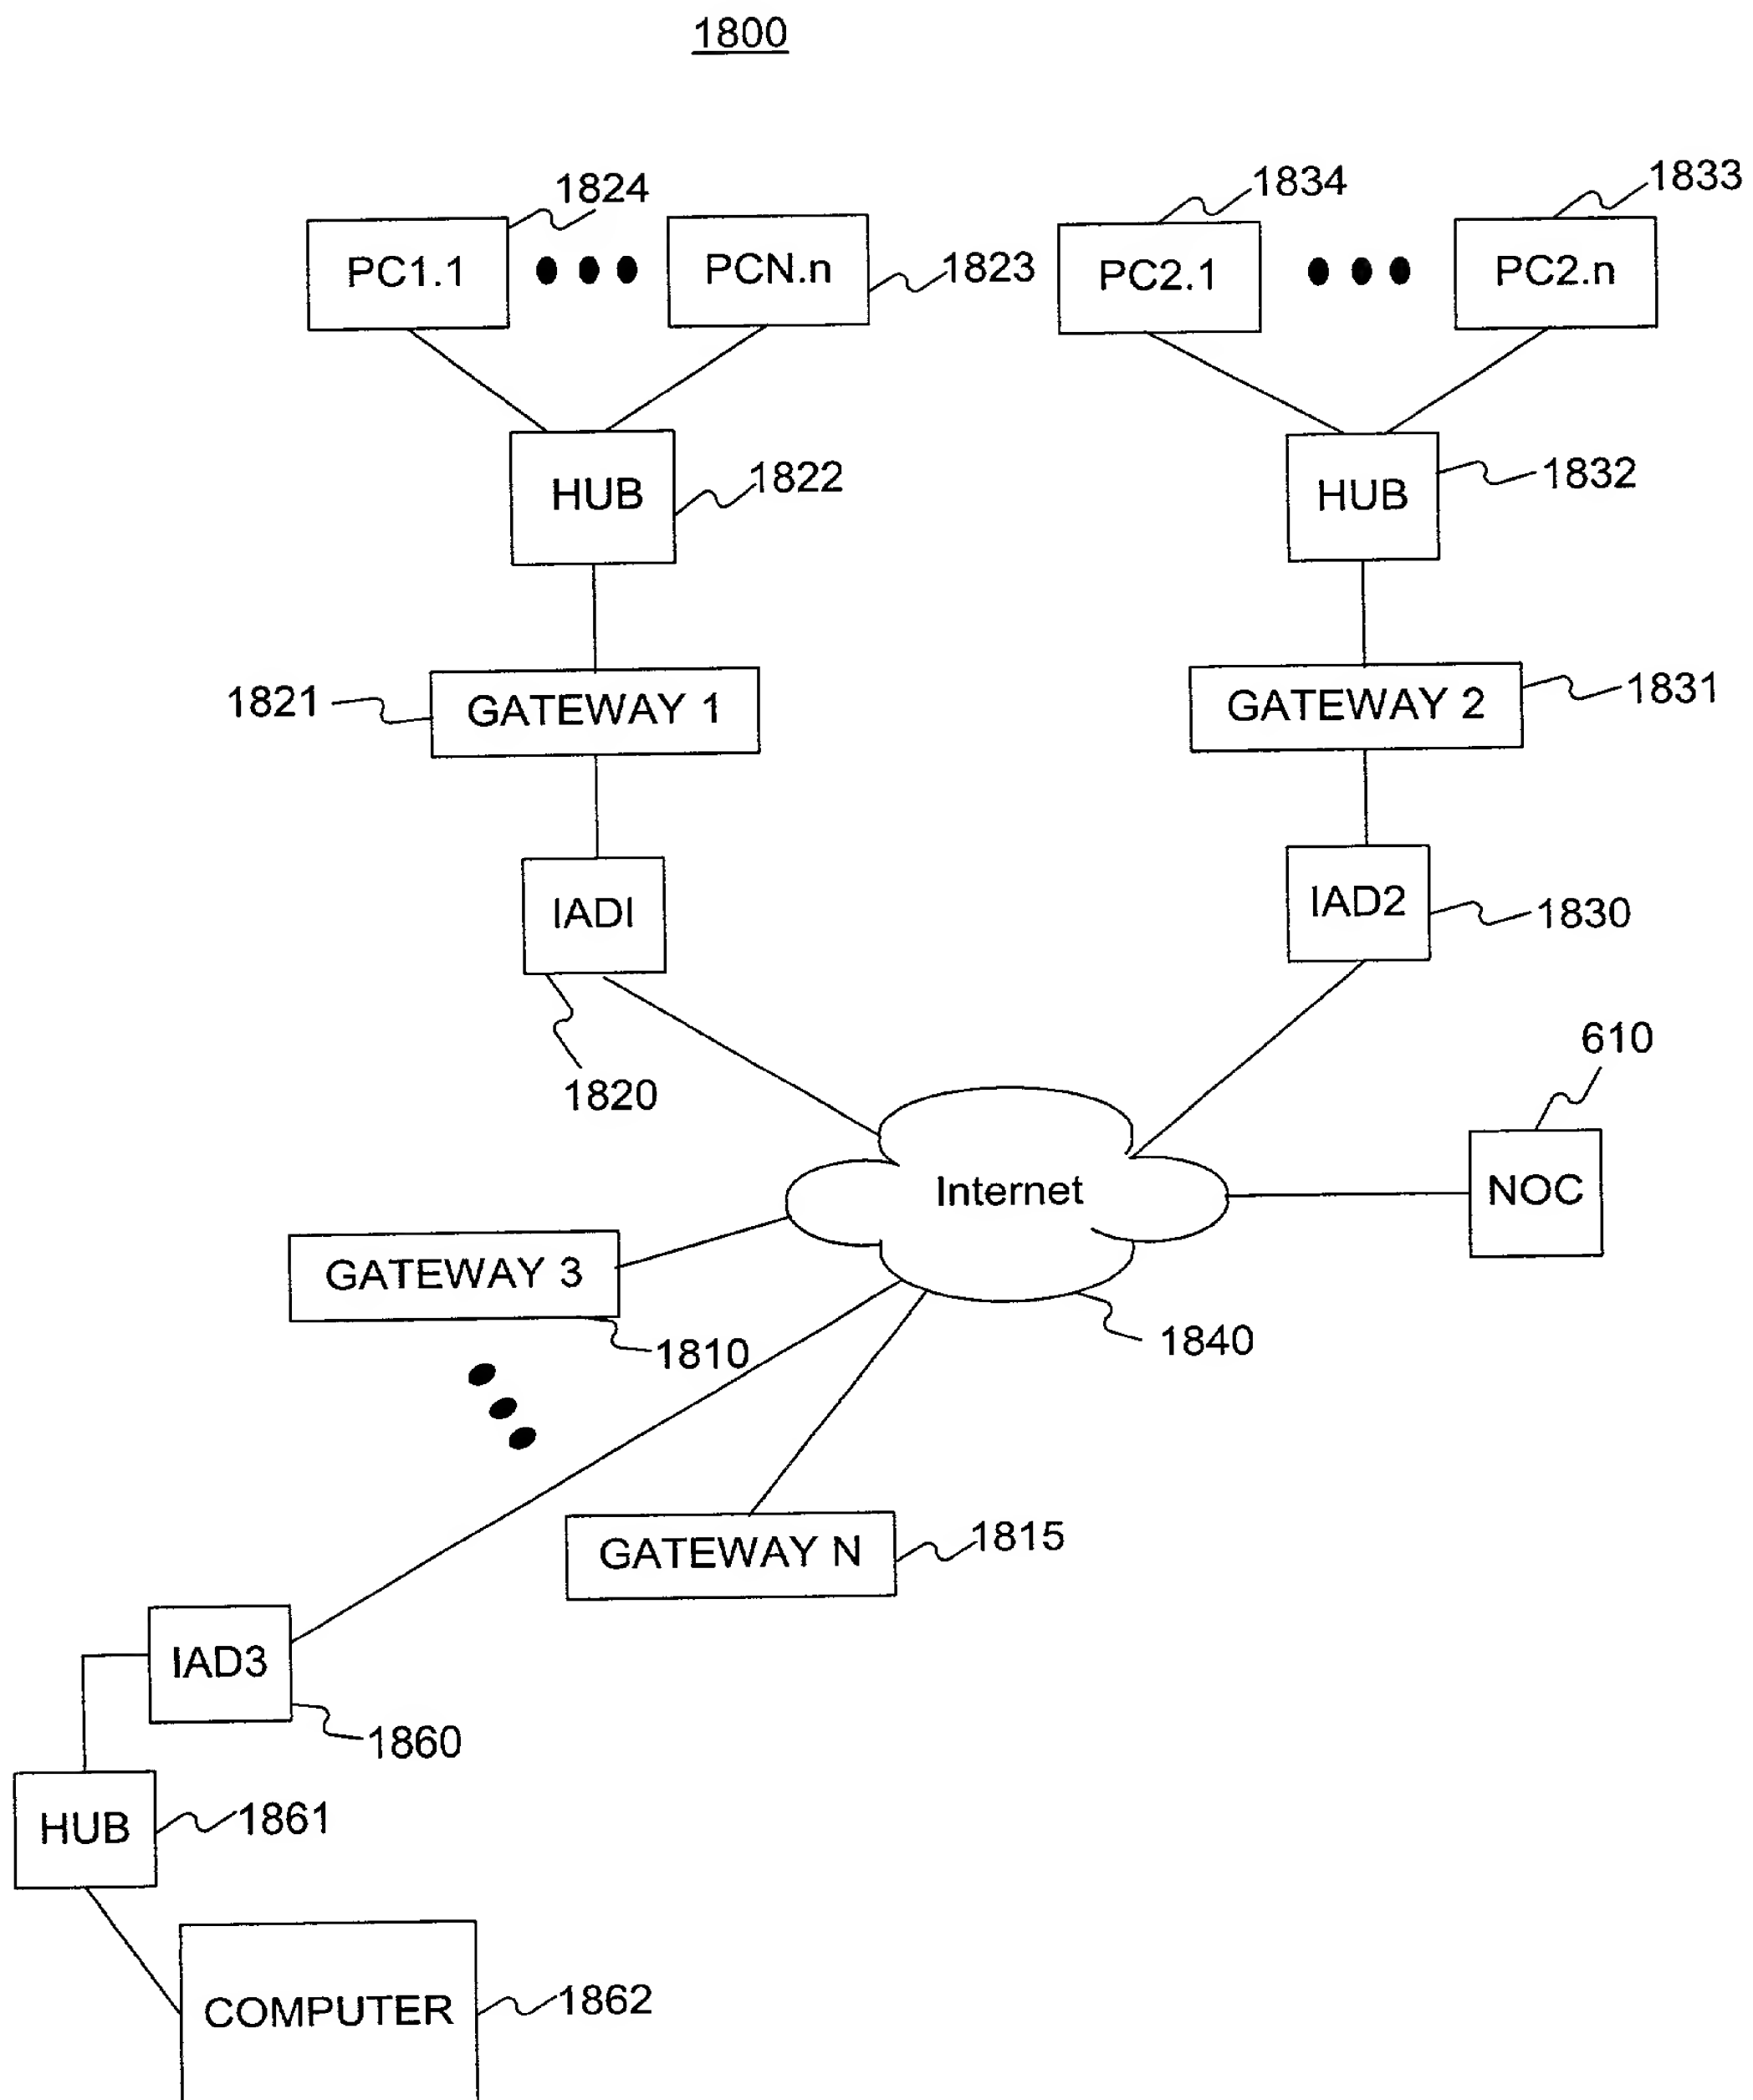 1800
1824
1834
1833
PC1.1
PCN.n
1823
PC2.1
PC2.n
HUB
1822
HUB
1832
1821
GATEWAY 1
GATEWAY 2
1831
IADI
1820
IAD2
1830
610
Internet
NOC
GATEWAY 3
1810
1840
GATEWAY N
1815
IAD3
1860
HUB
1861
COMPUTER
1862